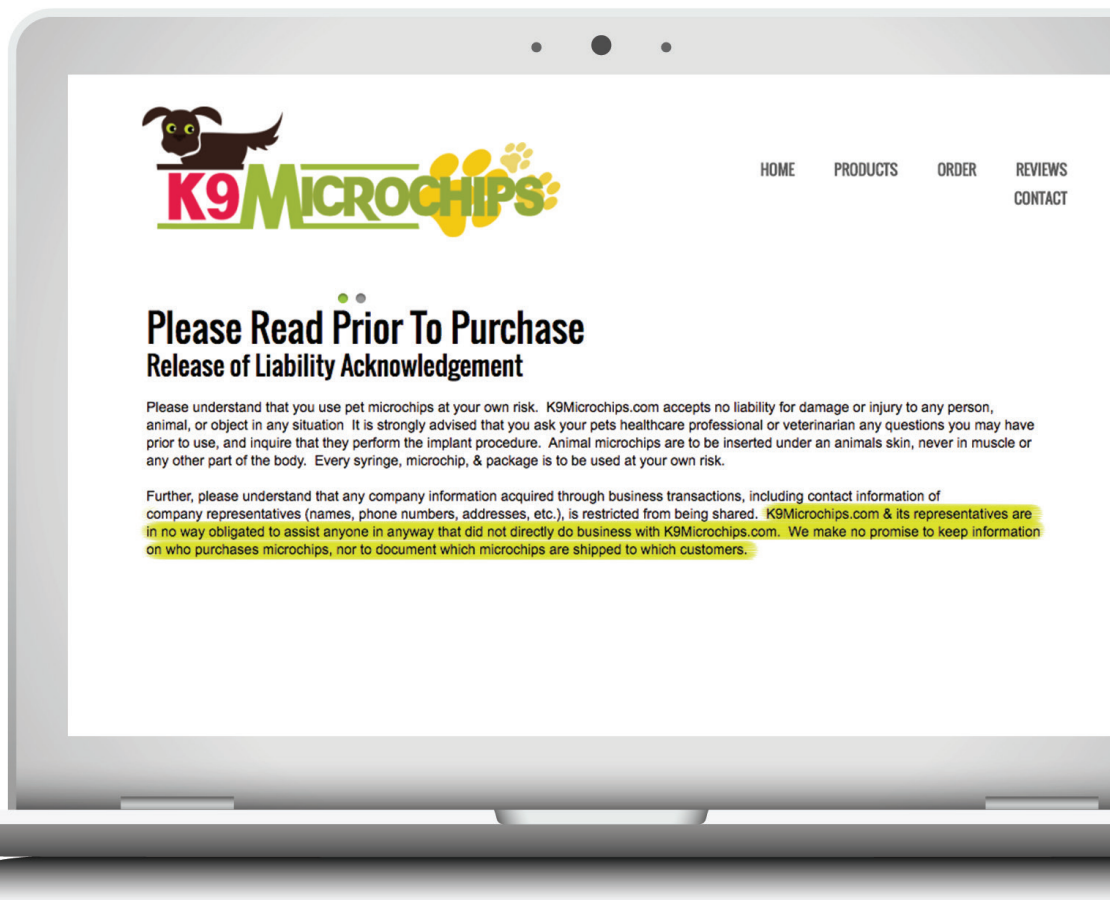 K9MICROCHIPS
HOME PRODUCTS ORDER REVIEWS
CONTACT
Please Read Prior To Purchase
Release of Liability Acknowledgement
Please understand that you use pet microchips at your own risk.  K9Microchips.com accepts no liability for damage or injury to any person,
animal, or object in any situation  It is strongly advised that you ask your pets healthcare professional or veterinarian any questions you may have
prior to use, and inquire that they perform the implant procedure.  Animal microchips are to be inserted under an animals skin, never in muscle or
any other part of the body.  Every syringe, microchip, & package is to be used at your own risk.
Further, please understand that any company information acquired through business transactions, including contact information of
company representatives (names, phone numbers, addresses, etc.), is restricted from being shared.  K9Microchips.com & its representatives are
in no way obligated to assist anyone in anyway that did not directly do business with K9Microchips.com.  We make no promise to keep information
on who purchases microchips, nor to document which microchips are shipped to which customers.